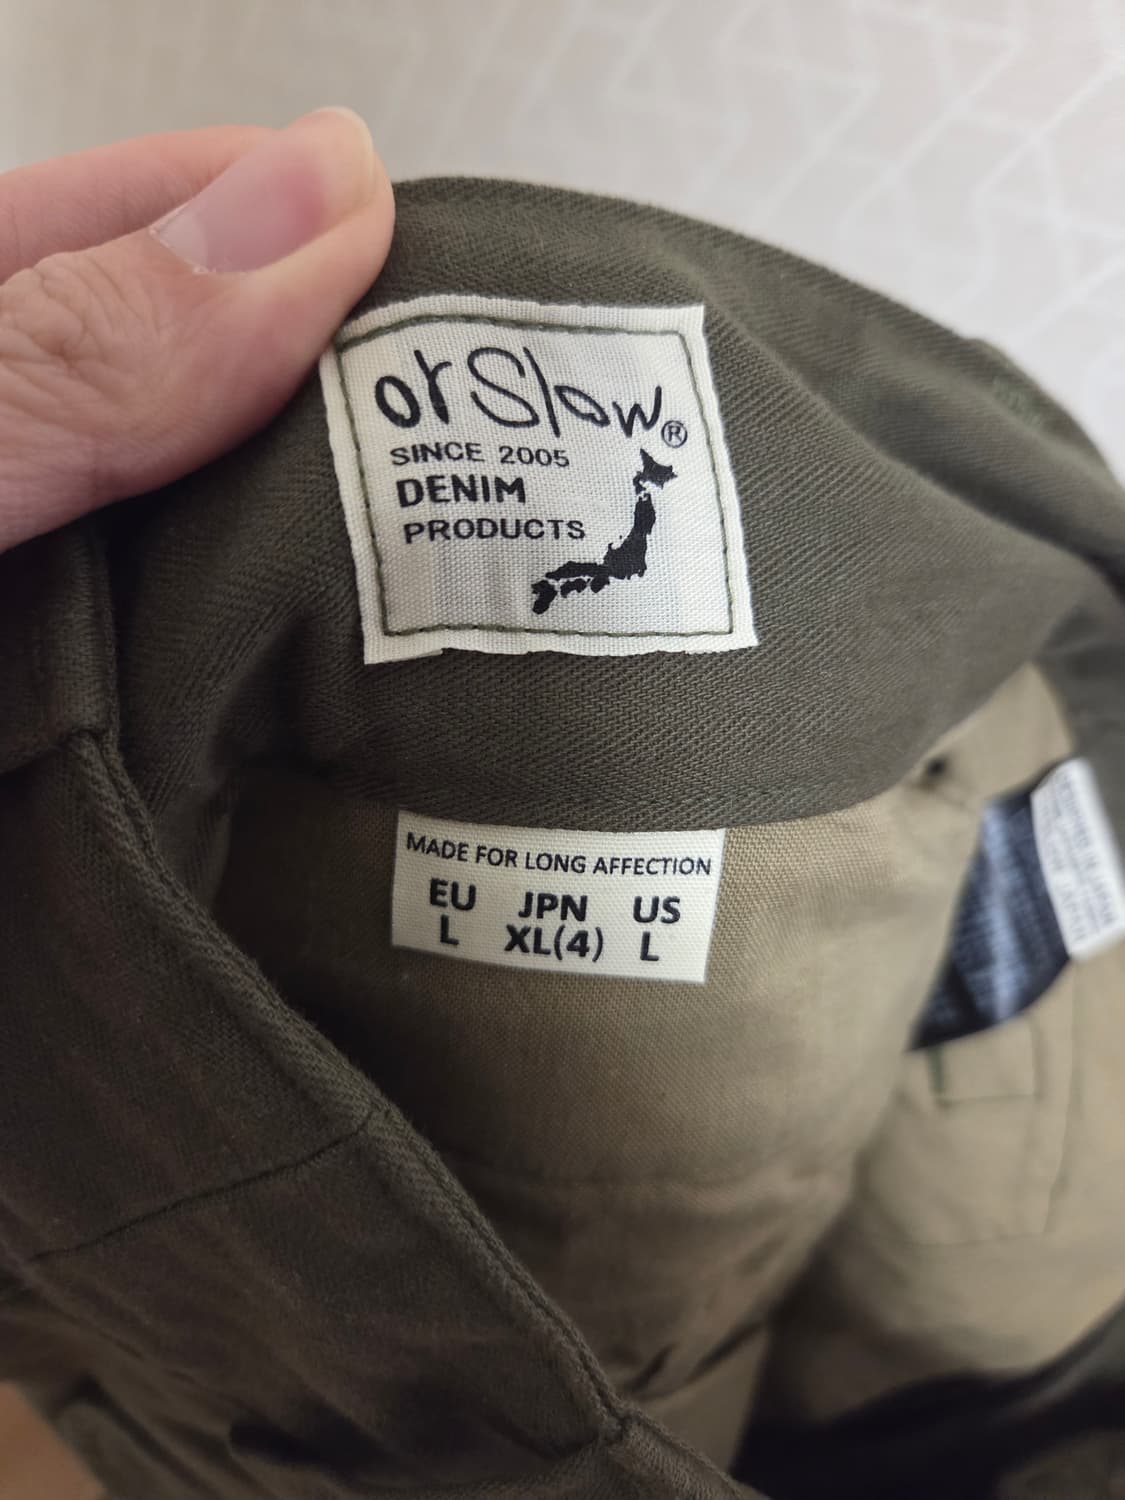 orSlow®
SINCE 2005
DENIM
PRODUCTS
MADE FOR LONG AFFECTION
EU JPN US
L XL(4) L